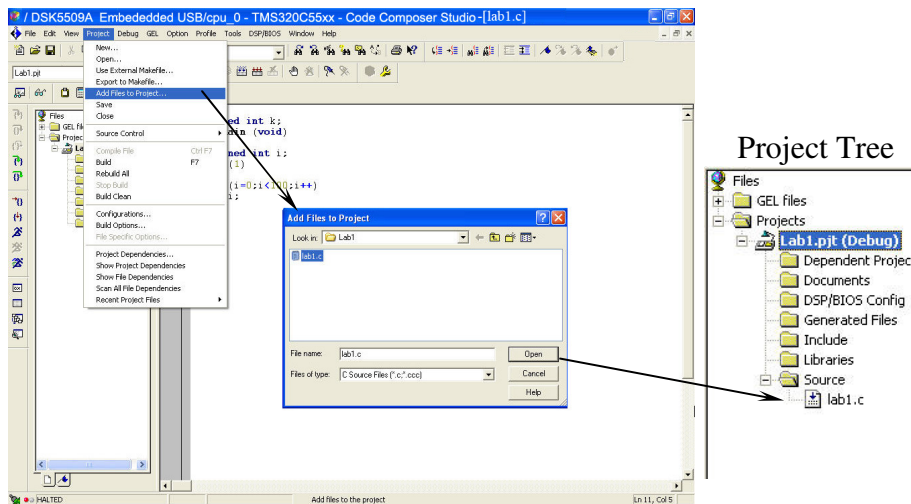 / DSK5509A Embededded USB/cpu_0 - TMS320C55xx - Code Composer Studio-[lab1.c]
File Edit View Project Debug GEL Option Profile Tools DSP/BIOS Window Help
Lab1.pjt
New...
Open...
Use External Makefile...
Export to Makefile...
Add Files to Project...
Save
Close
Source Control
Compile File Ctrl F7
Build F7
Rebuild All
Stop Build
Build Clean
Configurations...
Build Options...
File Specific Options...
Project Dependencies...
Show Project Dependencies
Show File Dependencies
Scan All File Dependencies
Recent Project Files
Files
GEL
Projec
La
ed int k;
ain (void)
ned int i;
(1)
(i=0;i<100;i++)
i;
Add Files to Project
Look in: Lab1
lab1.c
File name: lab1.c Open
Files of type: C Source Files (*.c;*.ccc) Cancel
Help
HALTED
Add files to the project
Ln 11, Col 5
Project Tree
Files
GEL files
Projects
Lab1.pjt (Debug)
Dependent Projec
Documents
DSP/BIOS Config
Generated Files
Include
Libraries
Source
lab1.c